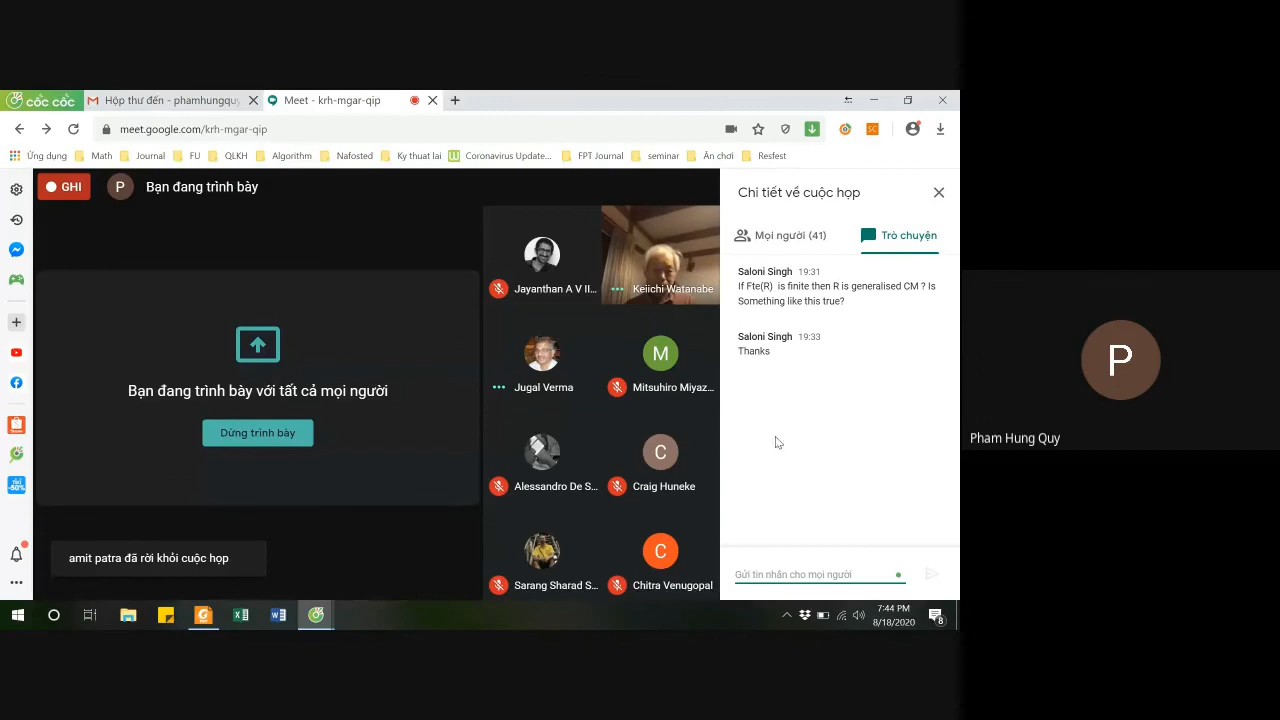 cốc cốc
Hộp thư đến - phamhungquy
Meet - krh-mgar-qip
meet.google.com/krh-mgar-qip
SC
Ứng dụng
Math
Journal
FU
QLKH
Algorithm
Nafosted
Ky thuat lai
Coronavirus Update...
FPT Journal
seminar
Ăn chơi
Resfest
GHI
P
Bạn đang trình bày
Chi tiết về cuộc họp
Mọi người (41)
Trò chuyện
Bạn đang trình bày với tất cả mọi người
Dừng trình bày
Jayanthan A V II...
Keiichi Watanabe
Jugal Verma
M
Mitsuhiro Miyaz...
Alessandro De S...
C
Craig Huneke
Sarang Sharad S...
C
Chitra Venugopal
Saloni Singh 19:31
If Fte(R) is finite then R is generalised CM ? Is
Something like this true?
Saloni Singh 19:33
Thanks
amit patra đã rời khỏi cuộc họp
Gửi tin nhắn cho mọi người
7:44 PM
8/18/2020
8
P
Pham Hung Quy